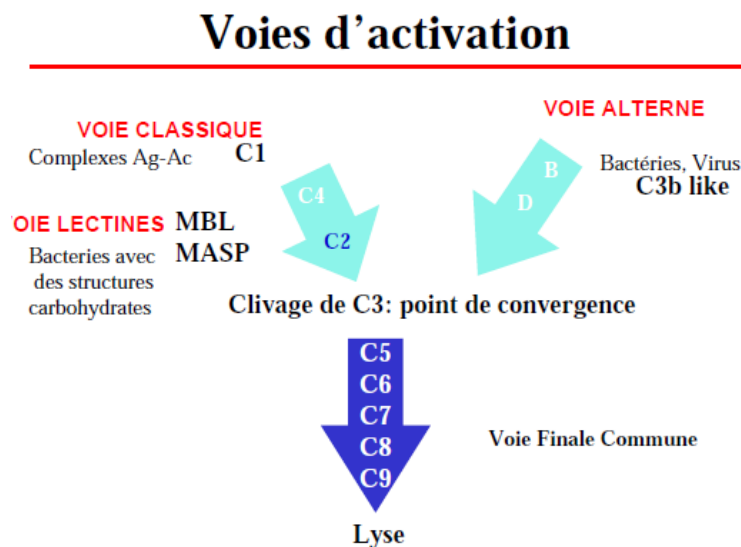 Voies d'activation
VOIE CLASSIQUE
Complexes Ag-Ac C1
OIE LECTINES MBL
MASP
Bacteries avec
des structures
carbohydrates
C4
C2
VOIE ALTERNE
Bactéries, Virus
C3b like
B
D
Clivage de C3: point de convergence
C5
C6
C7
C8
C9
Voie Finale Commune
Lyse